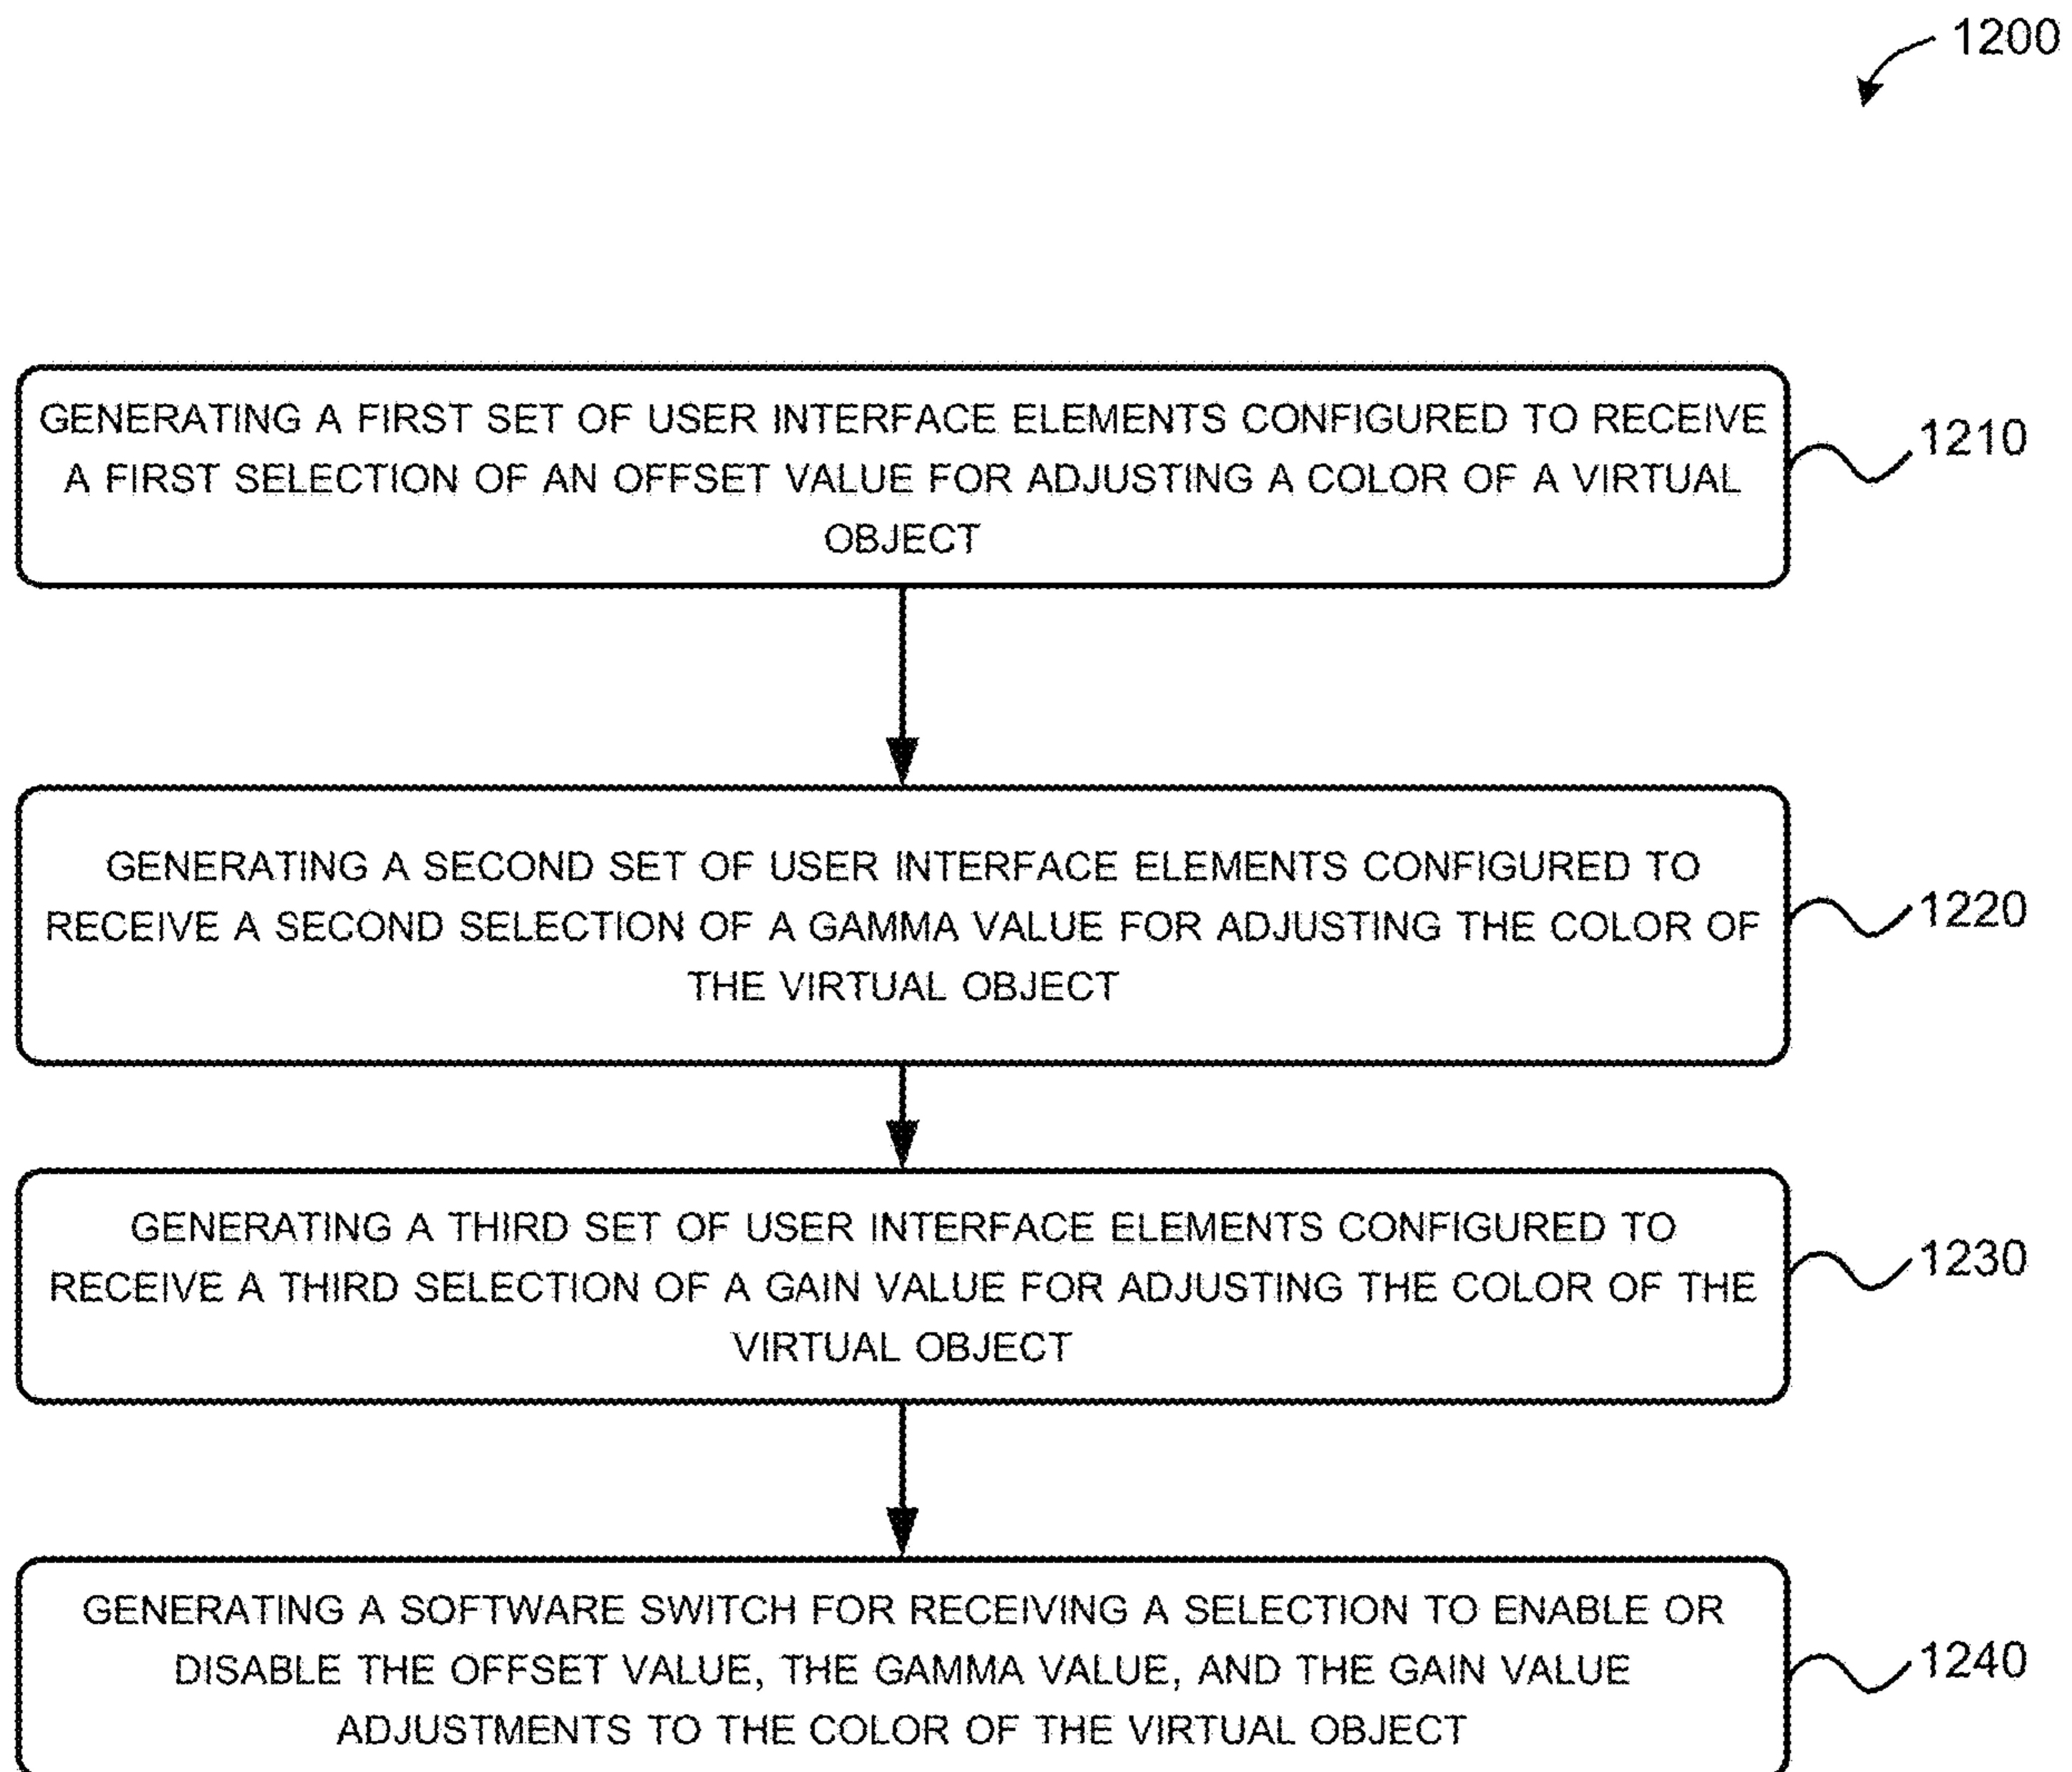 1200
GENERATING A FIRST SET OF USER INTERFACE ELEMENTS CONFIGURED TO RECEIVE
A FIRST SELECTION OF AN OFFSET VALUE FOR ADJUSTING A COLOR OF A VIRTUAL
OBJECT
1210
GENERATING A SECOND SET OF USER INTERFACE ELEMENTS CONFIGURED TO
RECEIVE A SECOND SELECTION OF A GAMMA VALUE FOR ADJUSTING THE COLOR OF
THE VIRTUAL OBJECT
1220
GENERATING A THIRD SET OF USER INTERFACE ELEMENTS CONFIGURED TO
RECEIVE A THIRD SELECTION OF A GAIN VALUE FOR ADJUSTING THE COLOR OF THE
VIRTUAL OBJECT
1230
GENERATING A SOFTWARE SWITCH FOR RECEIVING A SELECTION TO ENABLE OR
DISABLE THE OFFSET VALUE, THE GAMMA VALUE, AND THE GAIN VALUE
ADJUSTMENTS TO THE COLOR OF THE VIRTUAL OBJECT
1240